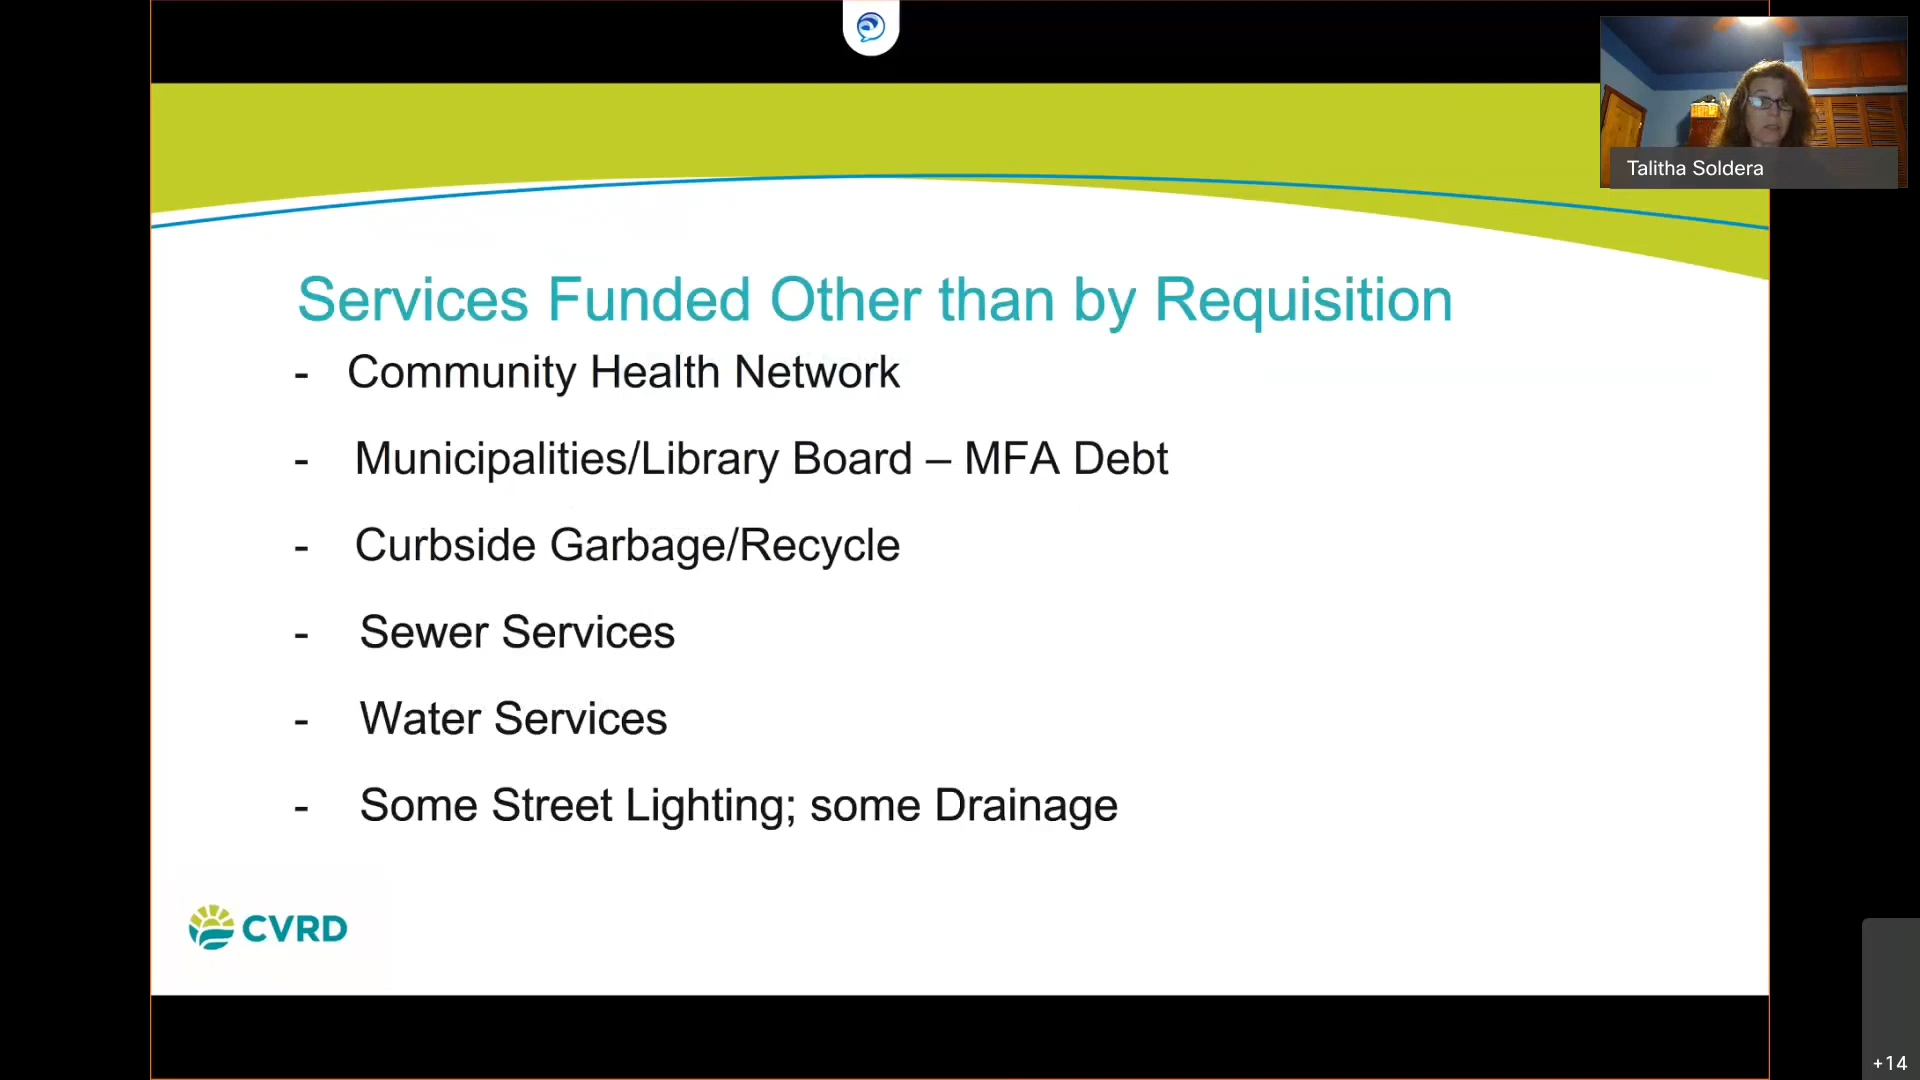 Talitha Soldera
Services Funded Other than by Requisition
- Community Health Network
- Municipalities/Library Board – MFA Debt
- Curbside Garbage/Recycle
- Sewer Services
- Water Services
- Some Street Lighting; some Drainage
CVRD
+14